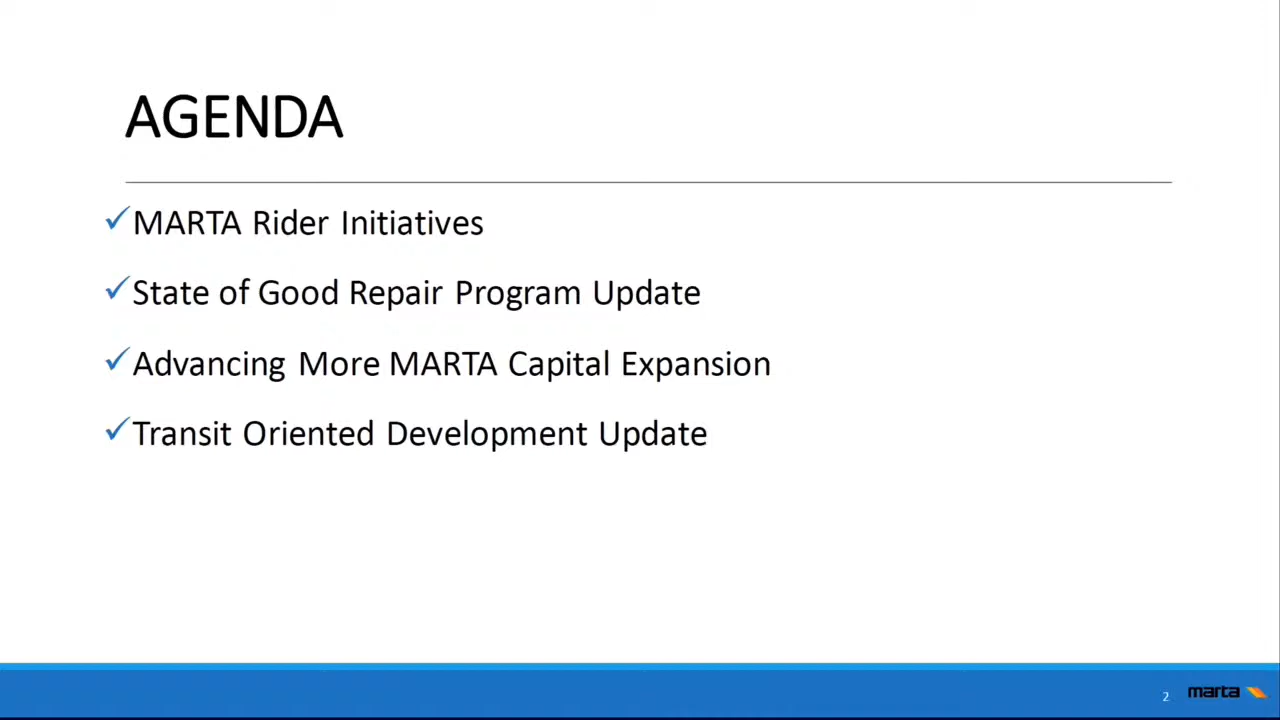 AGENDA
✓MARTA Rider Initiatives
✓State of Good Repair Program Update
✓Advancing More MARTA Capital Expansion
✓Transit Oriented Development Update
2
marta